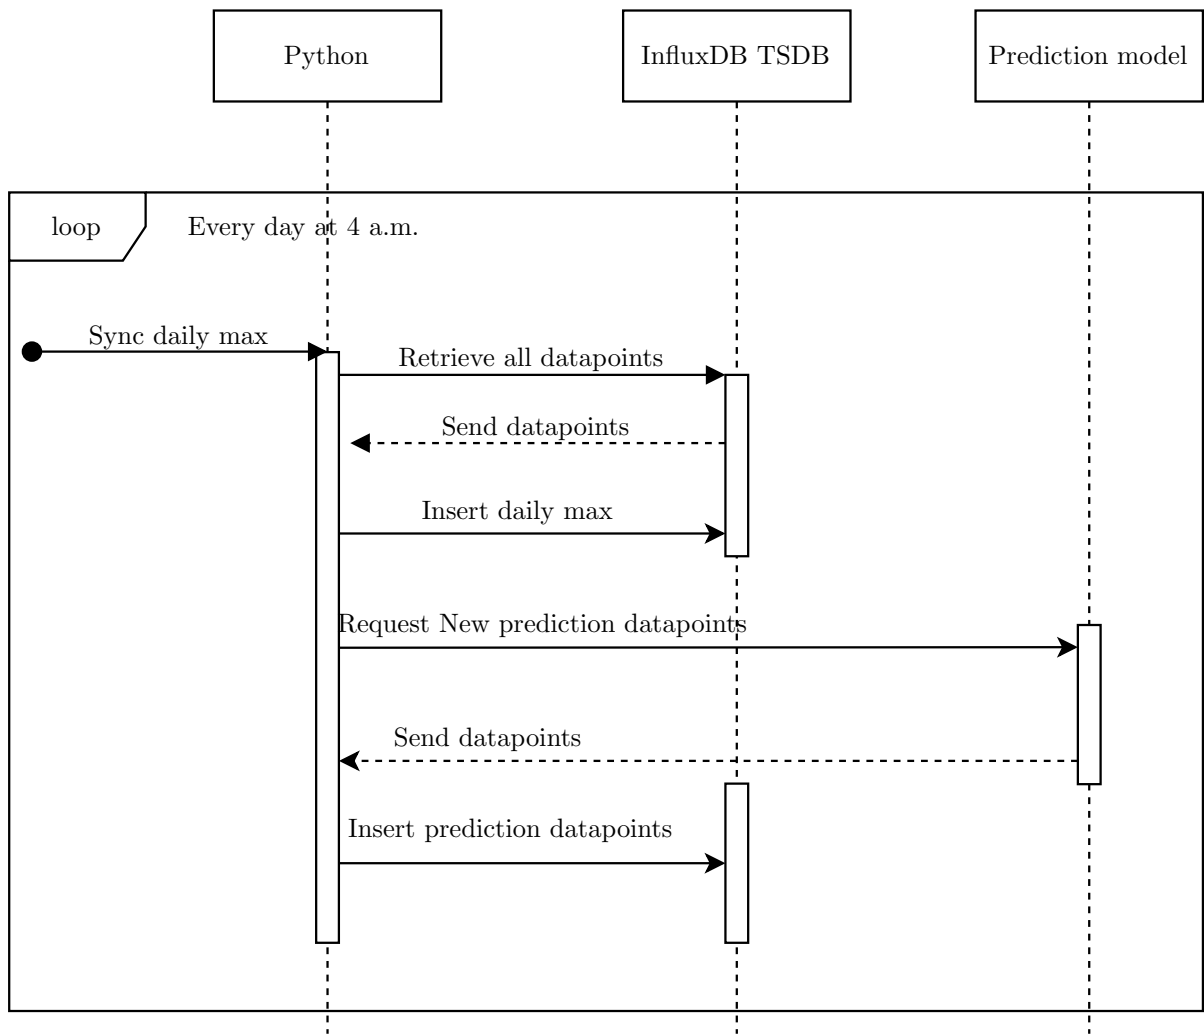 Python
InfluxDB TSDB
Prediction model
loop
Every day at 4 a.m.
Sync daily max
Retrieve all datapoints
Send datapoints
Insert daily max
Request New prediction datapoints
Send datapoints
Insert prediction datapoints